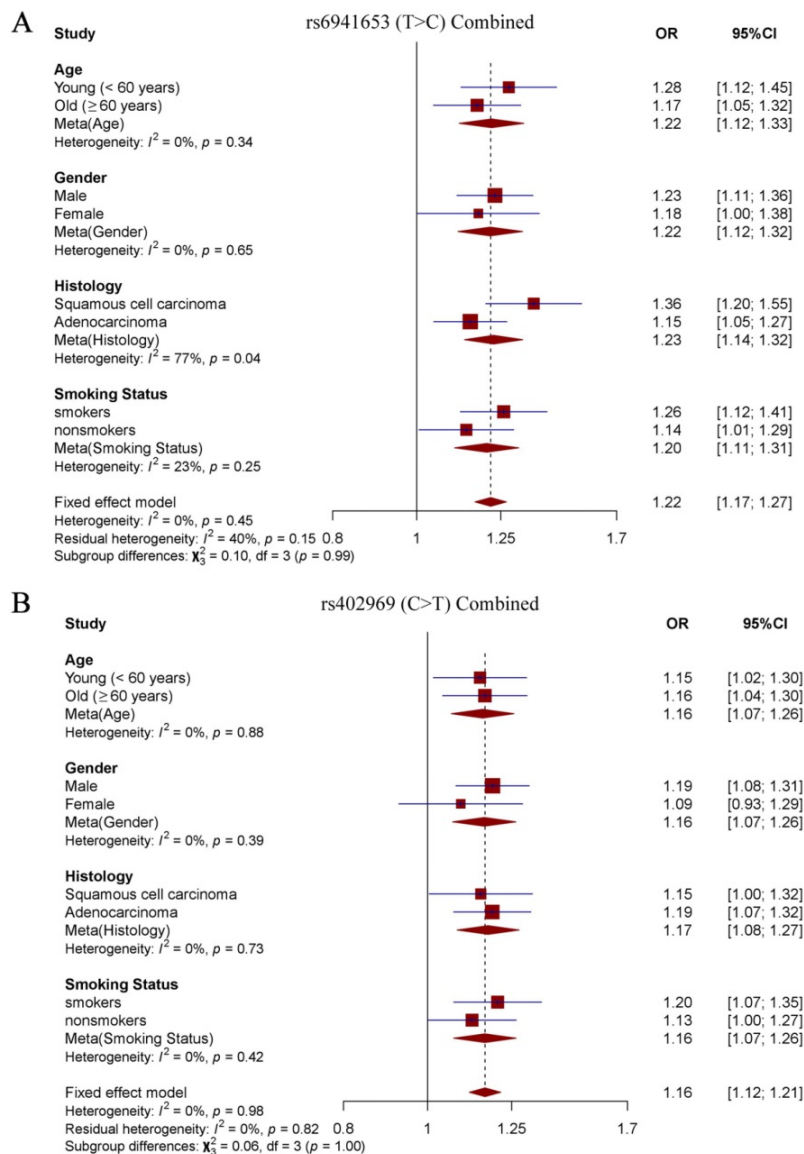 A
rs6941653 (T>C) Combined
Study OR 95%CI
Age
Young (< 60 years) 1.28 [1.12; 1.45]
Old (≥ 60 years) 1.17 [1.05; 1.32]
Meta(Age) 1.22 [1.12; 1.33]
Heterogeneity: I² = 0%, p = 0.34
Gender
Male 1.23 [1.11; 1.36]
Female 1.18 [1.00; 1.38]
Meta(Gender) 1.22 [1.12; 1.32]
Heterogeneity: I² = 0%, p = 0.65
Histology
Squamous cell carcinoma 1.36 [1.20; 1.55]
Adenocarcinoma 1.15 [1.05; 1.27]
Meta(Histology) 1.23 [1.14; 1.32]
Heterogeneity: I² = 77%, p = 0.04
Smoking Status
smokers 1.26 [1.12; 1.41]
nonsmokers 1.14 [1.01; 1.29]
Meta(Smoking Status) 1.20 [1.11; 1.31]
Heterogeneity: I² = 23%, p = 0.25
Fixed effect model 1.22 [1.17; 1.27]
Heterogeneity: I² = 0%, p = 0.45
Residual heterogeneity: I² = 40%, p = 0.15 0.8 1 1.25 1.7
Subgroup differences: χ²₃ = 0.10, df = 3 (p = 0.99)
B
rs402969 (C>T) Combined
Study OR 95%CI
Age
Young (< 60 years) 1.15 [1.02; 1.30]
Old (≥ 60 years) 1.16 [1.04; 1.30]
Meta(Age) 1.16 [1.07; 1.26]
Heterogeneity: I² = 0%, p = 0.88
Gender
Male 1.19 [1.08; 1.31]
Female 1.09 [0.93; 1.29]
Meta(Gender) 1.16 [1.07; 1.26]
Heterogeneity: I² = 0%, p = 0.39
Histology
Squamous cell carcinoma 1.15 [1.00; 1.32]
Adenocarcinoma 1.19 [1.07; 1.32]
Meta(Histology) 1.17 [1.08; 1.27]
Heterogeneity: I² = 0%, p = 0.73
Smoking Status
smokers 1.20 [1.07; 1.35]
nonsmokers 1.13 [1.00; 1.27]
Meta(Smoking Status) 1.16 [1.07; 1.26]
Heterogeneity: I² = 0%, p = 0.42
Fixed effect model 1.16 [1.12; 1.21]
Heterogeneity: I² = 0%, p = 0.98
Residual heterogeneity: I² = 0%, p = 0.82 0.8 1 1.25 1.7
Subgroup differences: χ²₃ = 0.06, df = 3 (p = 1.00)